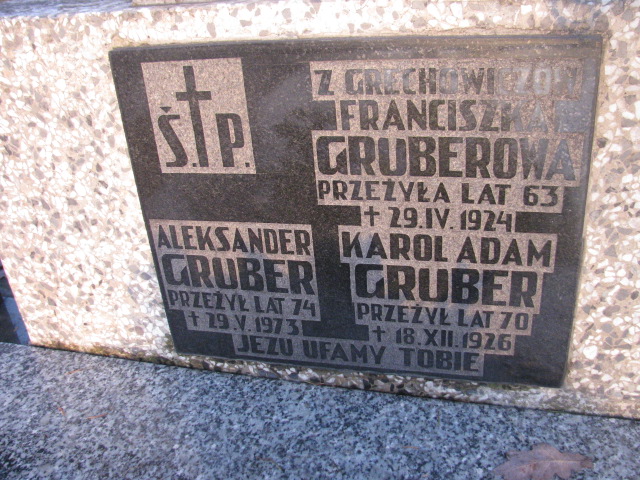 Ś.†P.
Z GRECHOWICZÓW
FRANCISZKA
GRUBEROWA
PRZEŻYŁA LAT 63
† 29.IV.1924
ALEKSANDER
GRUBER
PRZEŻYŁ LAT 74
† 29.V.1973
KAROL ADAM
GRUBER
PRZEŻYŁ LAT 70
† 18.XII.1926
JEZU UFAMY TOBIE